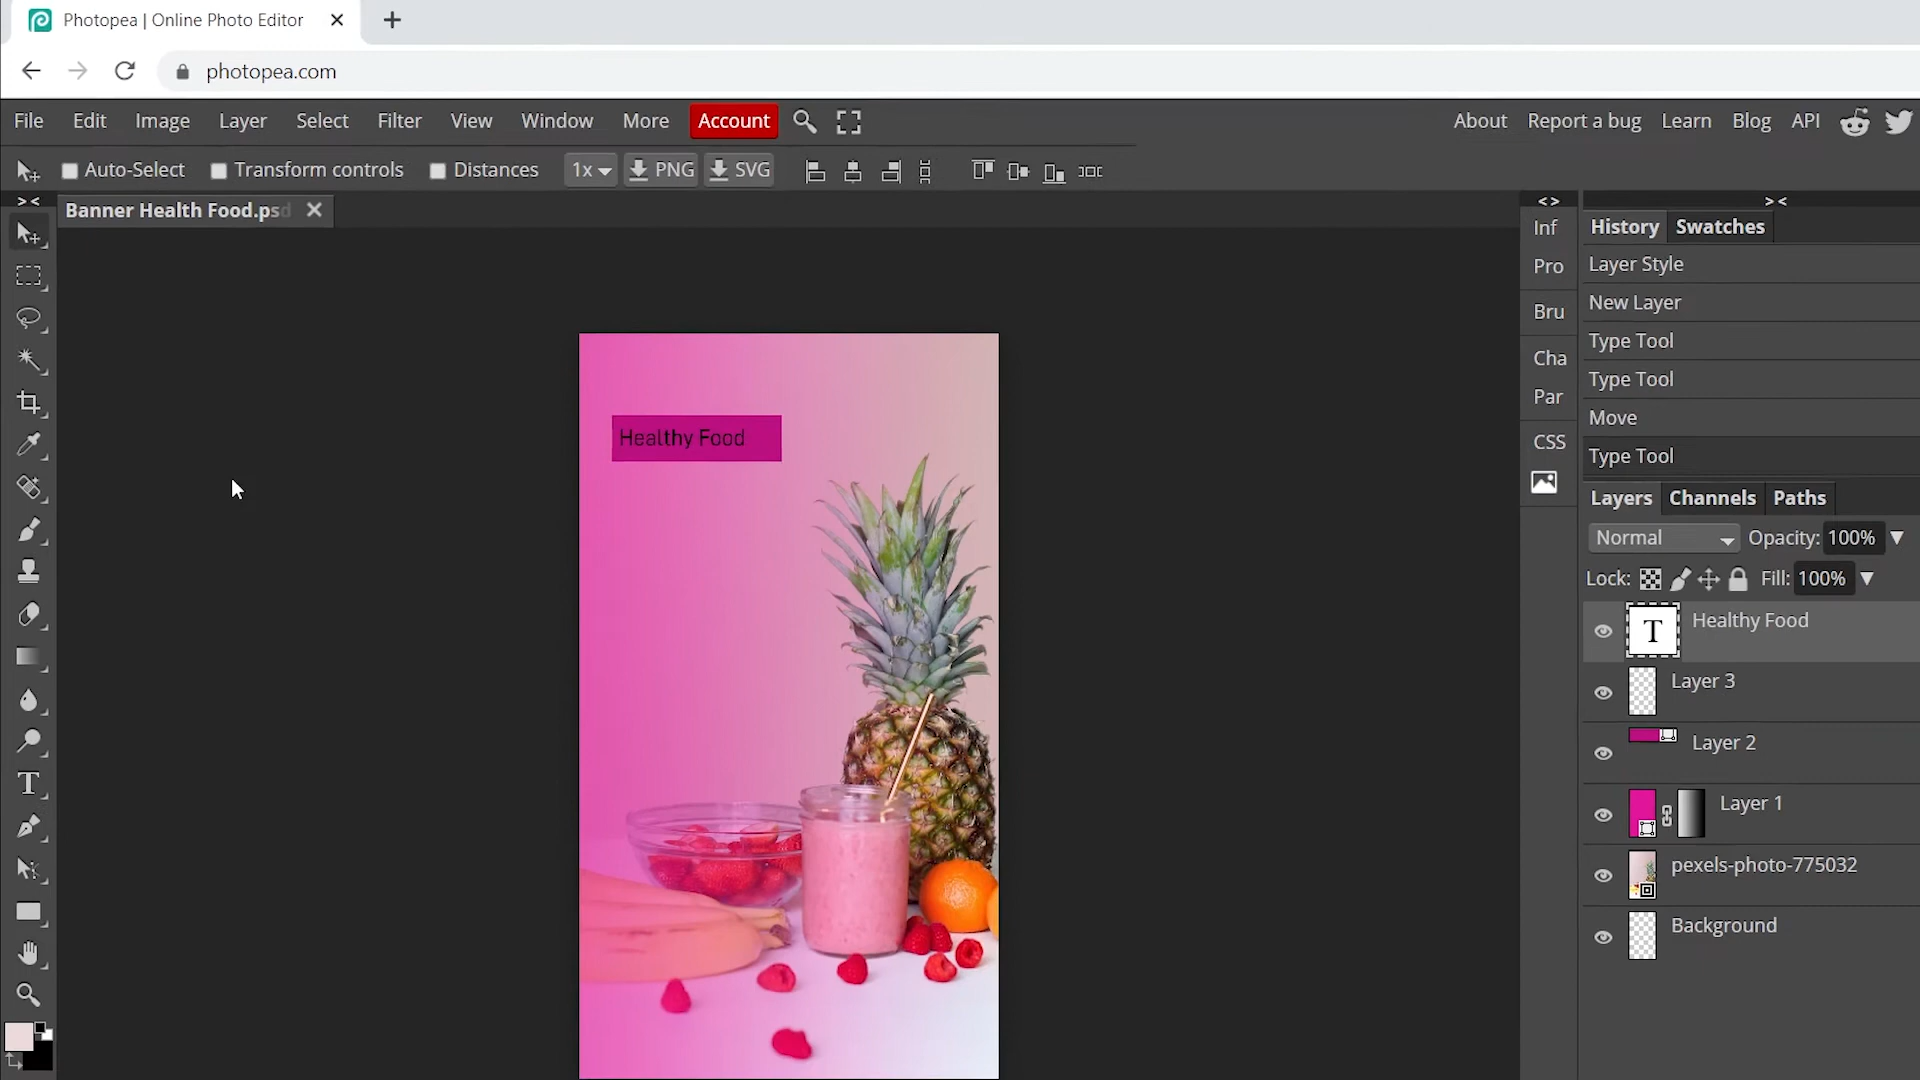 Photopea | Online Photo Editor
photopea.com
File Edit Image Layer Select Filter View Window More Account About Report a bug Learn Blog API
Auto-Select Transform controls Distances 1x PNG SVG
> < < > > <
Banner Health Food.psd
Inf
Pro
Bru
Cha
Par
CSS
History Swatches
Layer Style
New Layer
Type Tool
Type Tool
Move
Type Tool
Layers Channels Paths
Normal Opacity: 100%
Lock: Fill: 100%
T Healthy Food
Layer 3
Layer 2
Layer 1
pexels-photo-775032
Background
Healthy Food